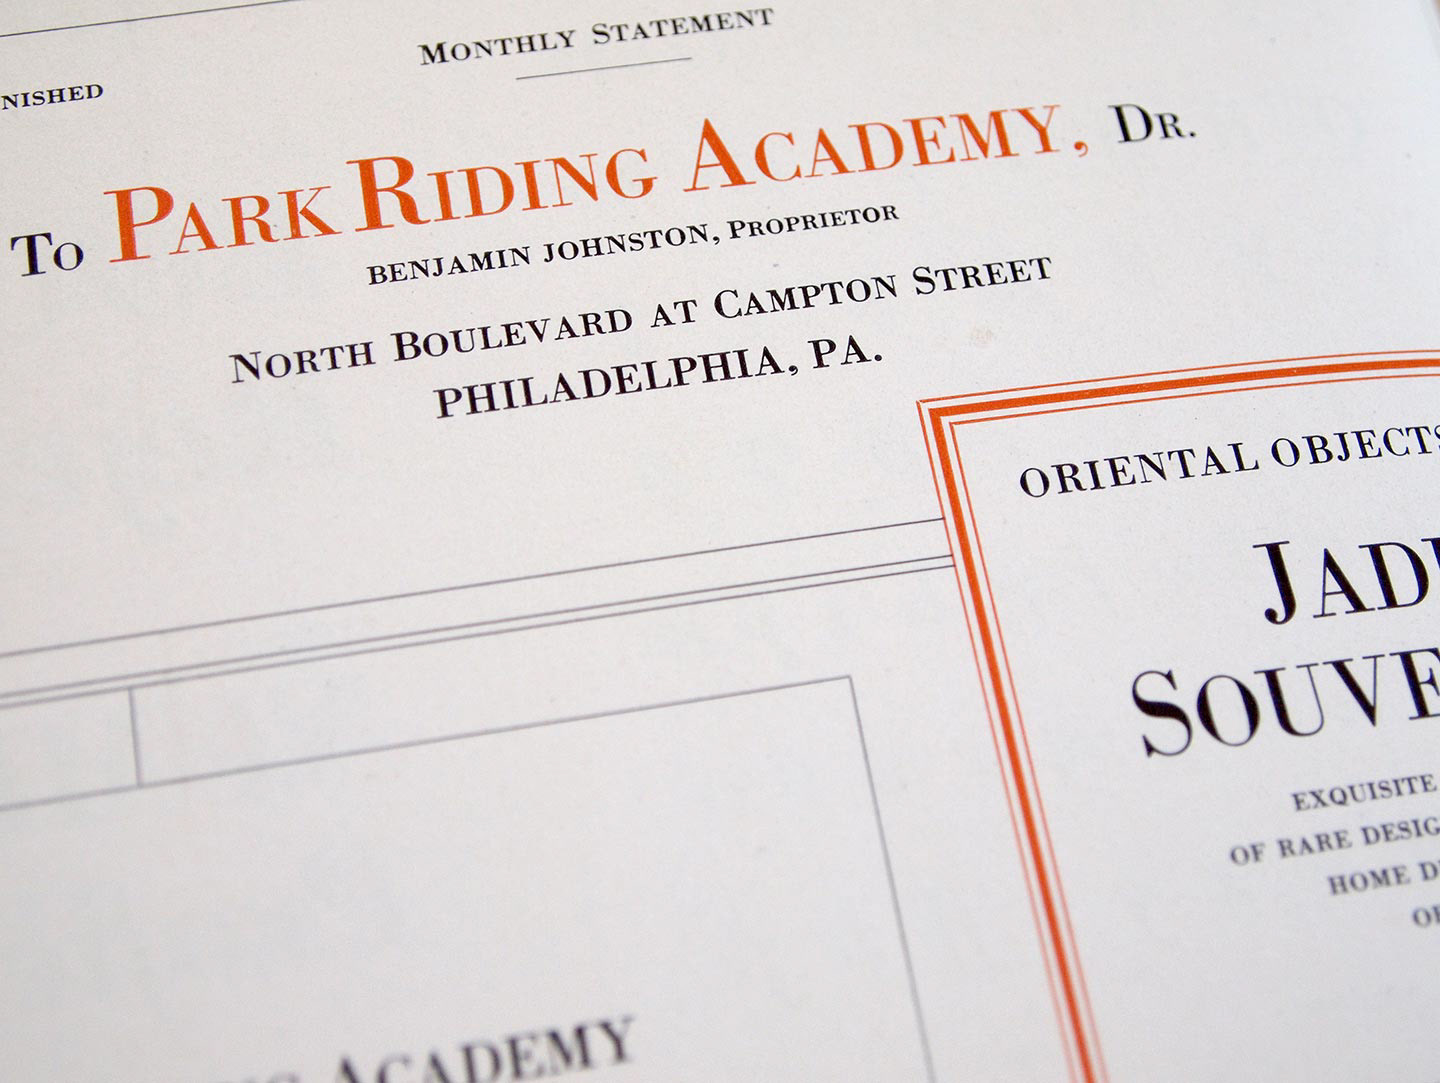 MONTHLY STATEMENT
NISHED
To PARK RIDING ACADEMY, DR.
BENJAMIN JOHNSTON, PROPRIETOR
NORTH BOULEVARD AT CAMPTON STREET
PHILADELPHIA, PA.
ORIENTAL OBJECTS
JADE
SOUVE
EXQUISITE
OF RARE DESIG
HOME D
OF
ACADEMY